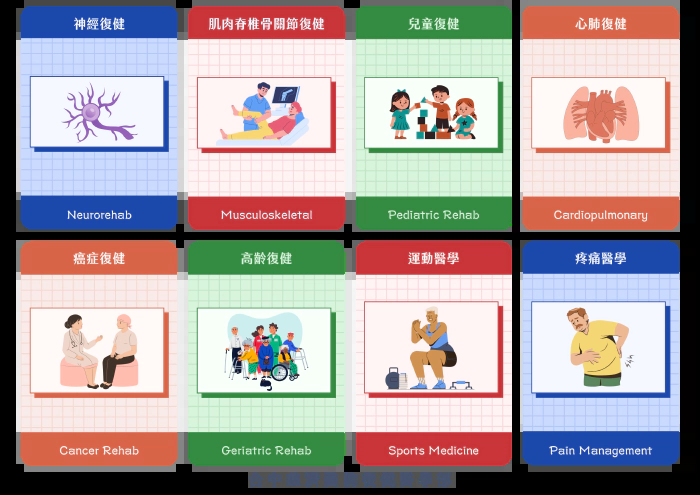 神經復健
肌肉脊椎骨關節復健
兒童復健
心肺復健
Neurorehab
Musculoskeletal
Pediatric Rehab
Cardiopulmonary
癌症復健
高齡復健
運動醫學
疼痛醫學
Cancer Rehab
Geriatric Rehab
Sports Medicine
Pain Management